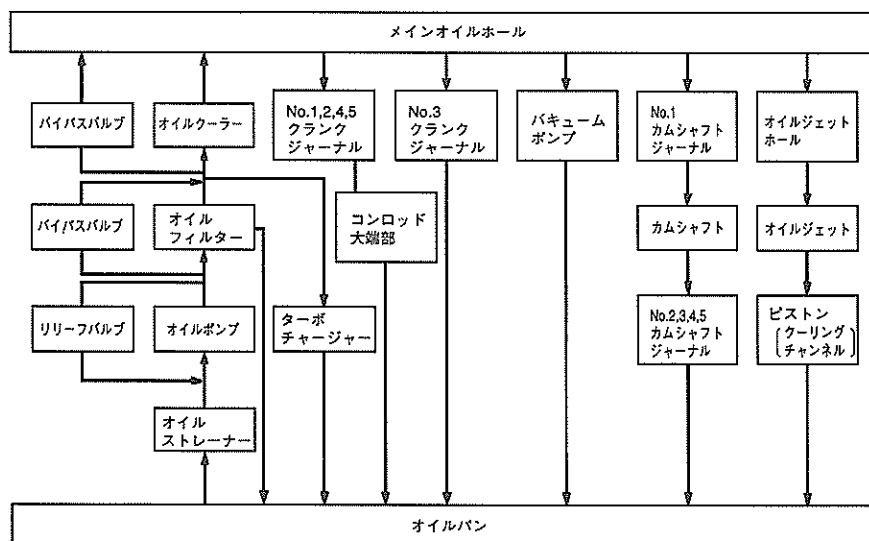 メインオイルホール
バイパスバルブ
オイルクーラー
No.1,2,4,5
クランク
ジャーナル
No.3
クランク
ジャーナル
バキューム
ポンプ
No.1
カムシャフト
ジャーナル
オイルジェット
ホール
バイパスバルブ
オイル
フィルター
コンロッド
大端部
カムシャフト
オイルジェット
リリーフバルブ
オイルポンプ
ターボ
チャージャー
No.2,3,4,5
カムシャフト
ジャーナル
ピストン
クーリング
チャンネル
オイル
ストレーナー
オイルパン